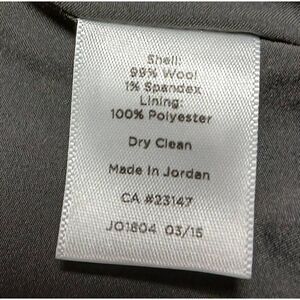 Shell:
99% Wool
1% Spandex
Lining:
100% Polyester
Dry Clean
Made In Jordan
CA #23147
JO1804 03/15